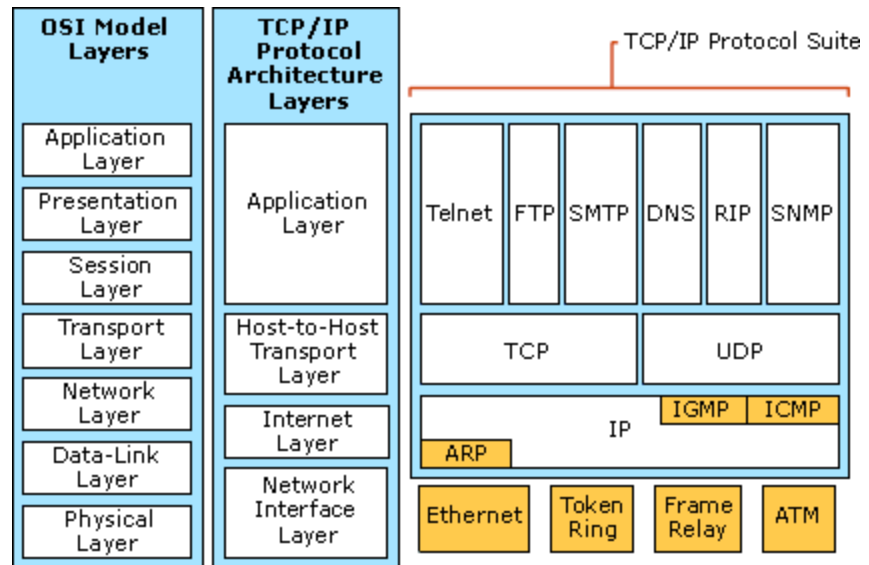 OSI Model
Layers
Application
Layer
Presentation
Layer
Session
Layer
Transport
Layer
Network
Layer
Data-Link
Layer
Physical
Layer
TCP/IP
Protocol
Architecture
Layers
Application
Layer
Host-to-Host
Transport
Layer
Internet
Layer
Network
Interface
Layer
TCP/IP Protocol Suite
Telnet
FTP
SMTP
DNS
RIP
SNMP
TCP
UDP
IP
IGMP
ICMP
ARP
Ethernet
Token
Ring
Frame
Relay
ATM